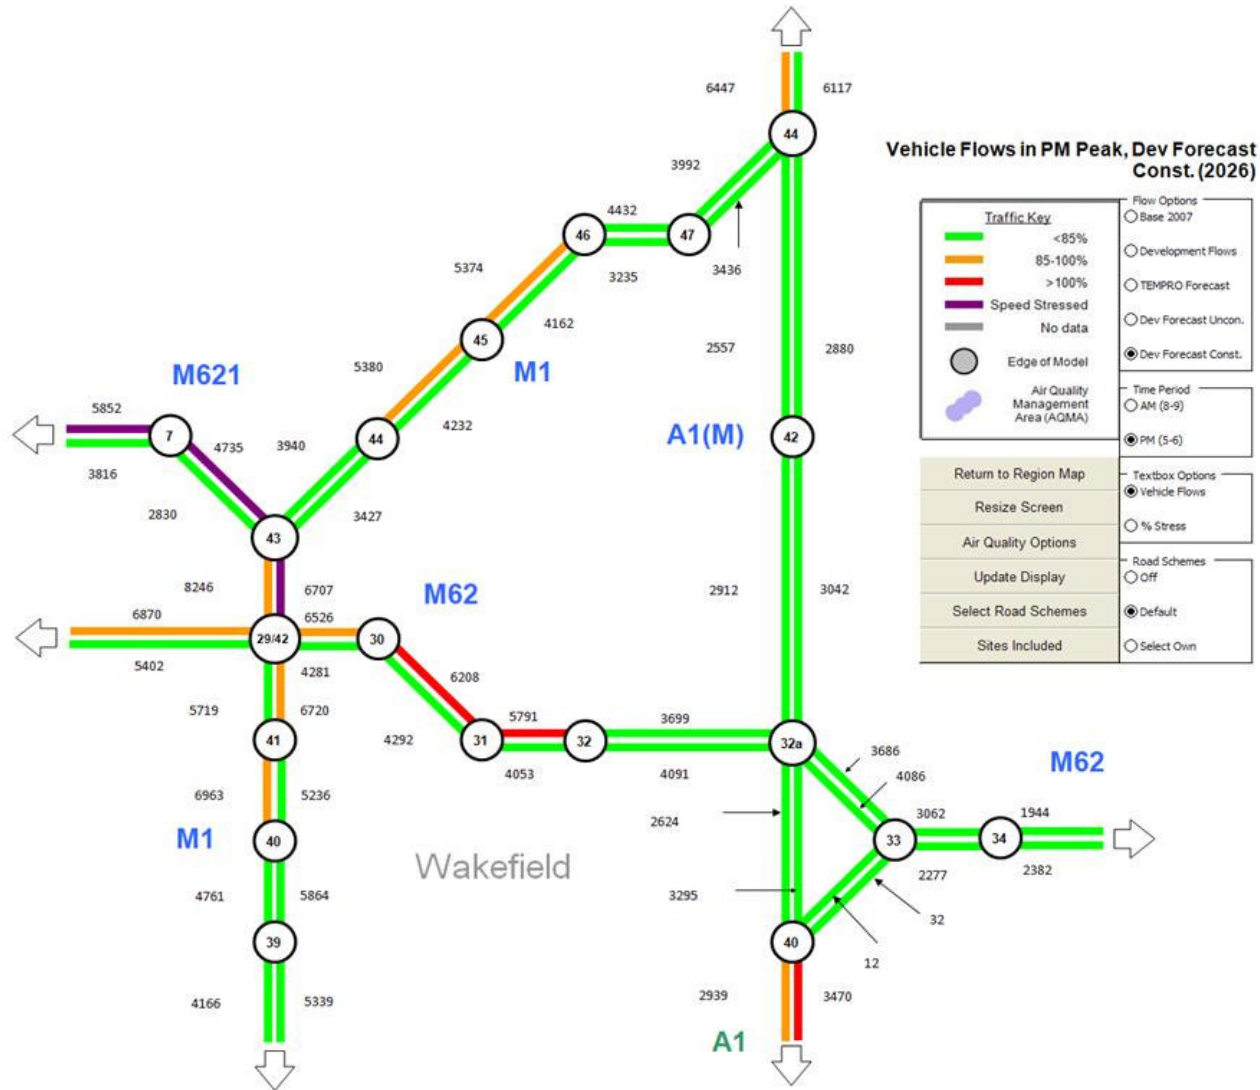 6447
6117
44
Vehicle Flows in PM Peak, Dev Forecast
Const. (2026)
3992
4432
46
47
3436
3235
5374
4162
45
M1
5380
4232
2557
2880
M621
5852
7
4735
3940
44
3816
2830
3427
43
A1(M)
42
8246
6707
M62
6870
6526
29/42
30
5402
4281
6208
2912
3042
5719
6720
41
4292
31
5791
32
4053
3699
4091
32a
3686
4086
M62
6963
5236
M1
40
2624
3062
1944
33
34
2277
2382
Wakefield
4761
5864
3295
32
12
39
40
4166
5339
2939
3470
A1
Traffic Key
<85%
85-100%
>100%
Speed Stressed
No data
Edge of Model
Air Quality
Management
Area (AQMA)
Flow Options
Base 2007
Development Flows
TEMPRO Forecast
Dev Forecast Uncon.
Dev Forecast Const.
Time Period
AM (8-9)
PM (5-6)
Textbox Options
Vehicle Flows
% Stress
Road Schemes
Off
Default
Select Own
Return to Region Map
Resize Screen
Air Quality Options
Update Display
Select Road Schemes
Sites Included